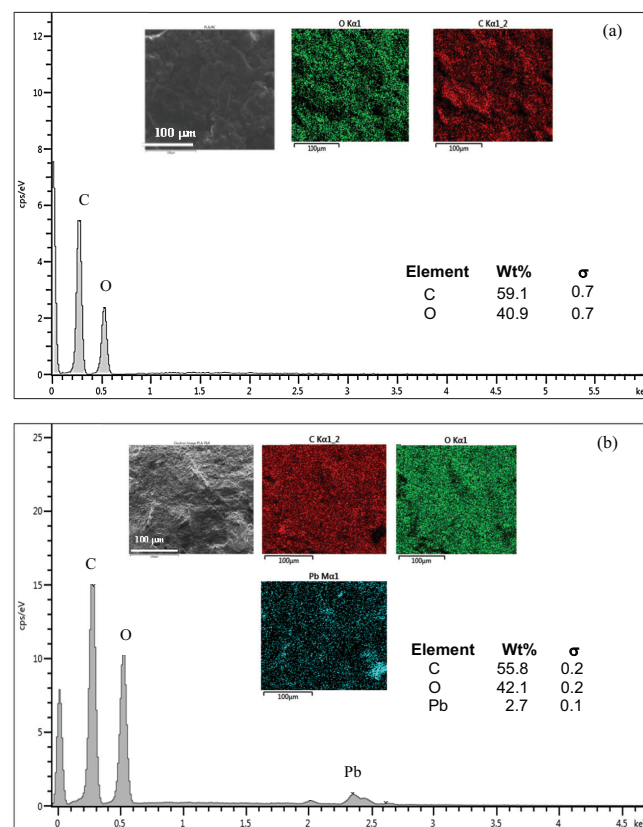 (a)
PLA/AC
O Kα1
C Kα1_2
100 μm
100μm
100μm
12
10
8
6
4
2
0
cps/eV
C
O
Element Wt% σ
C 59.1 0.7
O 40.9 0.7
0 0.5 1 1.5 2 2.5 3 3.5 4 4.5 5 5.5 ke
(b)
C Kα1_2
O Kα1
100 μm
100μm
100μm
Pb Mα1
100μm
25
20
15
10
5
0
cps/eV
C
O
Pb
Element Wt% σ
C 55.8 0.2
O 42.1 0.2
Pb 2.7 0.1
0 0.5 1 1.5 2 2.5 3 3.5 4 4.5 ke